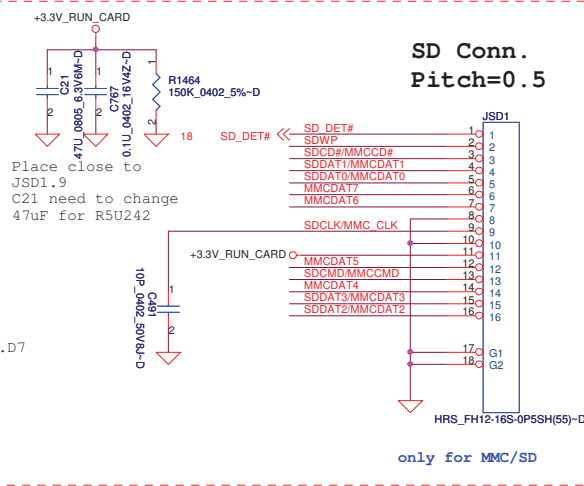 +3.3V_RUN_CARD
SD Conn.
Pitch=0.5
1
1
1
C21
47U_0805_6.3V6M~D
C767
0.1U_0402_16V4Z~D
R1464
150K_0402_5%~D
2
2
2
18
SD_DET#
Place close to
JSD1.9
C21 need to change
47uF for R5U242
JSD1
SD_DET# 1 1
SDWP 2 2
SDCD#/MMCCD# 3 3
SDDAT1/MMCDAT1 4 4
SDDAT0/MMCDAT0 5 5
MMCDAT7 6 6
MMCDAT6 7 7
8 8
SDCLK/MMC_CLK 9 9
10 10
+3.3V_RUN_CARD 11 11
MMCDAT5 12 12
SDCMD/MMCCMD 13 13
MMCDAT4 14 14
SDDAT3/MMCDAT3 15 15
SDDAT2/MMCDAT2 16 16
17 G1
18 G2
1
C491
10P_0402_50V8J~D
2
.D7
HRS_FH12-16S-0P5SH(55)~D
only for MMC/SD